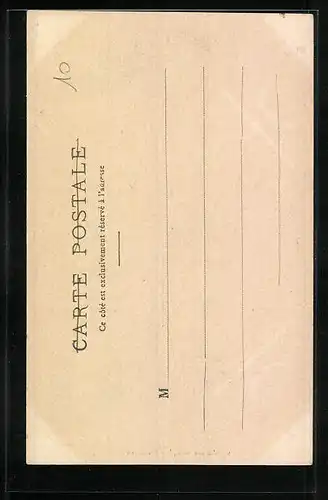 CARTE POSTALE
Ce côté est exclusivement réservé à l'adresse
M
10